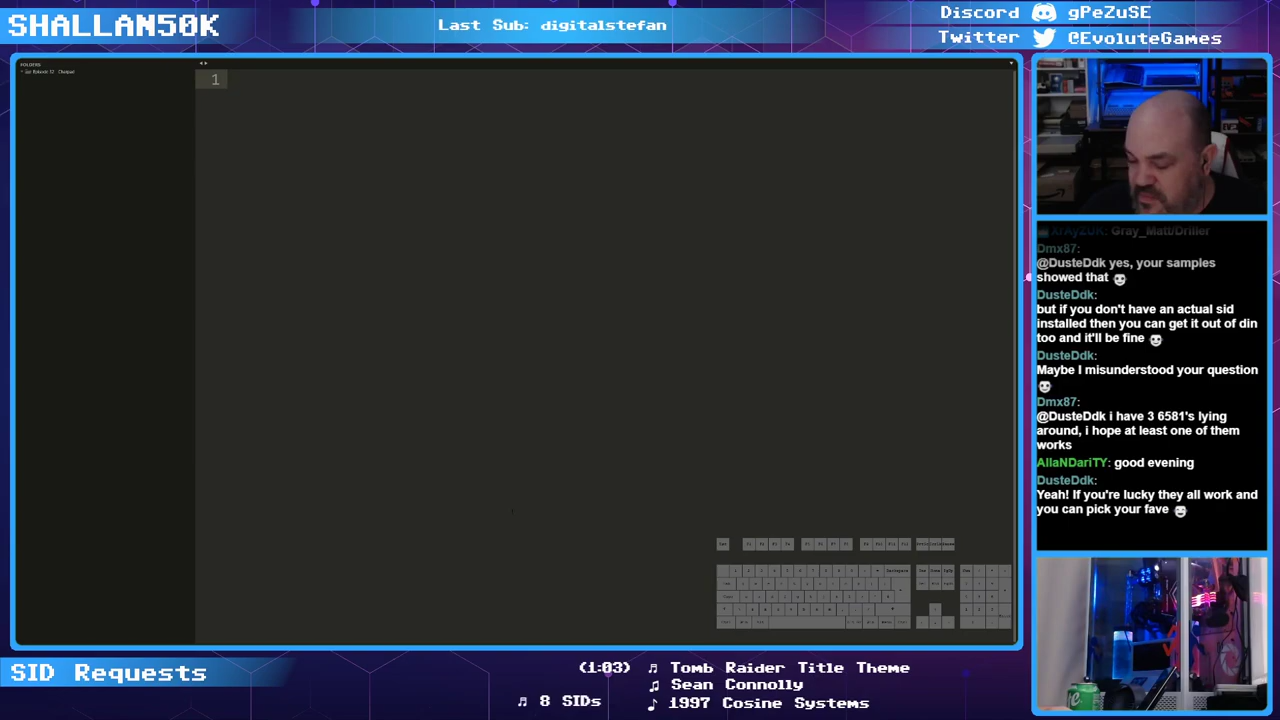 SHALLAN50K
Last Sub: digitalstefan
Discord gPeZuSE
Twitter @EvoluteGames
FOLDERS
1
XrAyZUK: Gray_Matt/Driller
Dmx87:
@DusteDdk yes, your samples
showed that
DusteDdk:
but if you don't have an actual sid
installed then you can get it out of din
too and it'll be fine
DusteDdk:
Maybe I misunderstood your question
Dmx87:
@DusteDdk i have 3 6581's lying
around, i hope at least one of them
works
AllaNDariTY: good evening
DusteDdk:
Yeah! If you're lucky they all work and
you can pick your fave
SID Requests
(1:03) Tomb Raider Title Theme
Sean Connolly
8 SIDs
1997 Cosine Systems